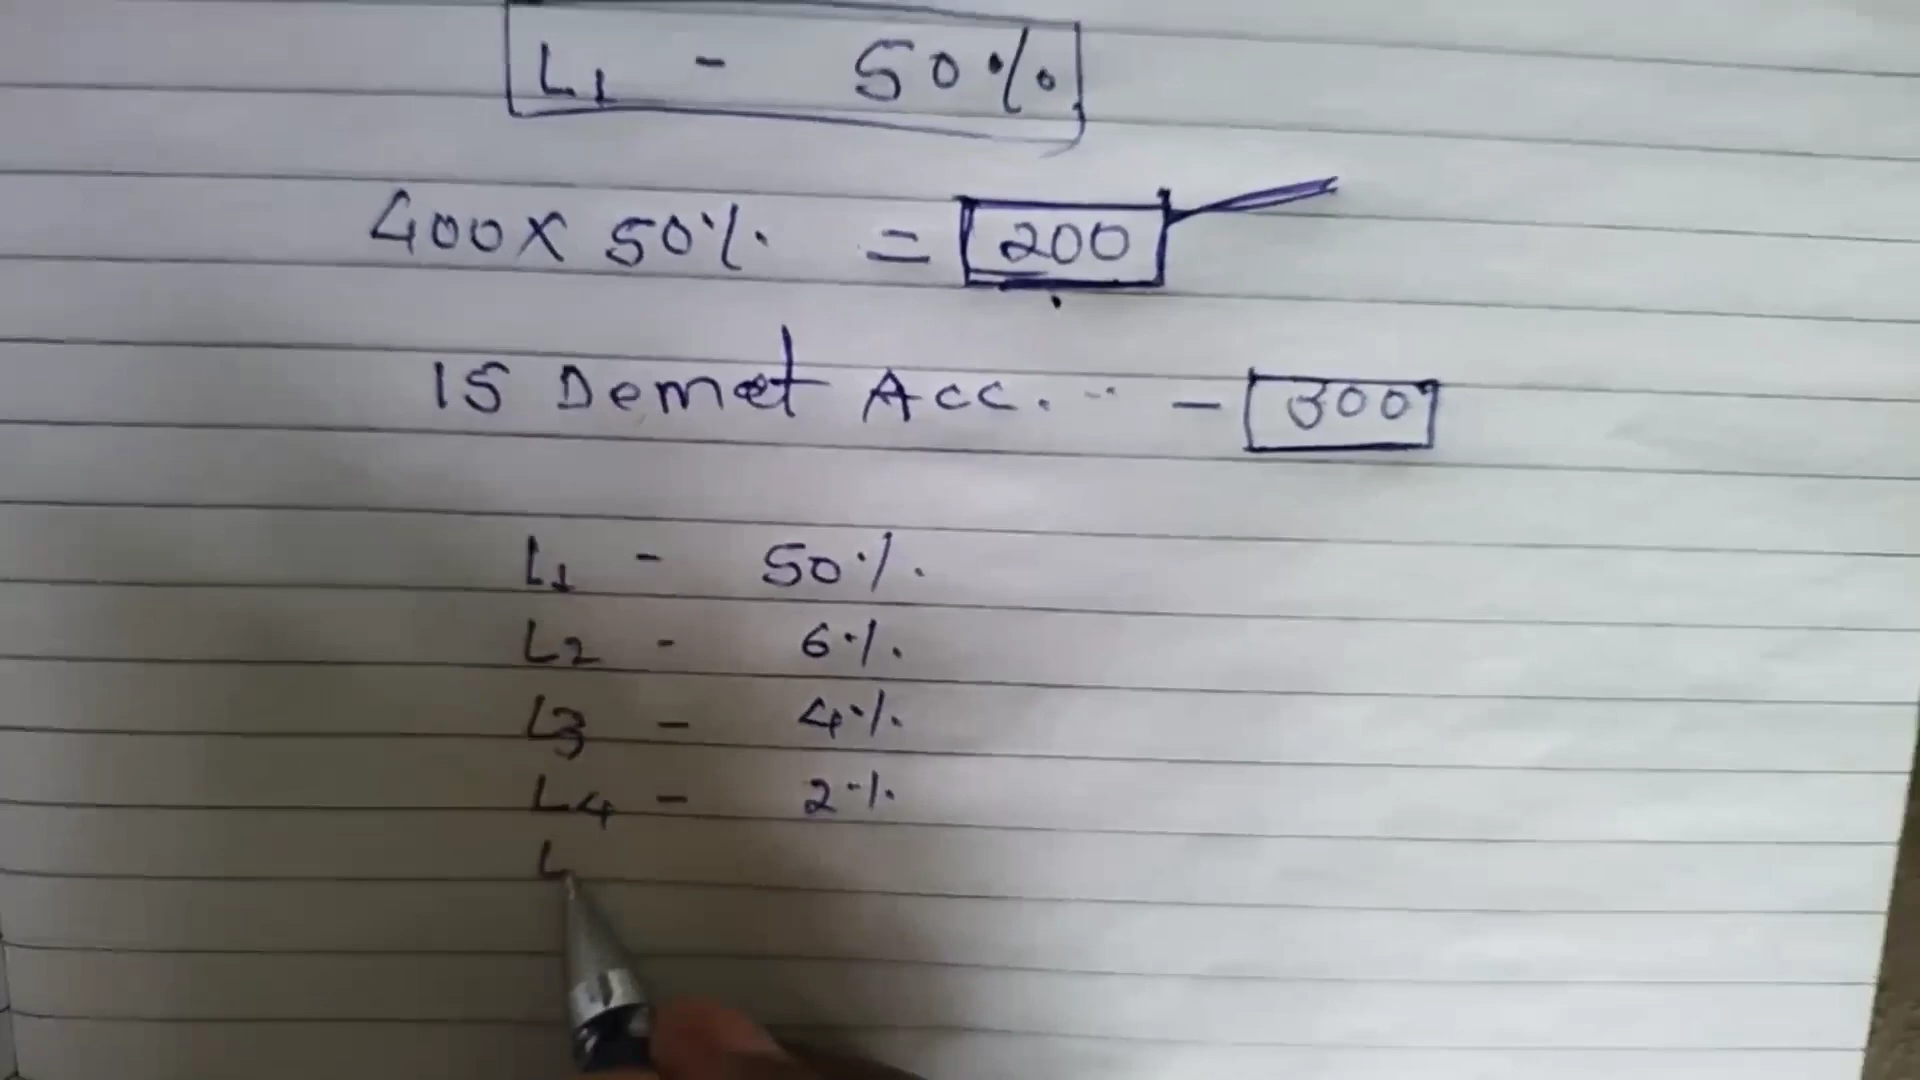 L1 - 50%
400 x 50% = 200
15 Demat Acc. - 300
L1 - 50%.
L2 - 6%.
L3 - 4%.
L4 - 2%.
L